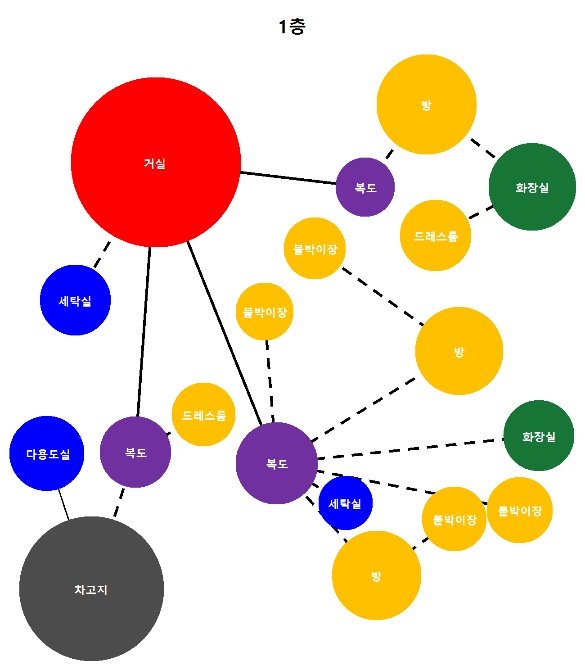 1층
방
거실
복도
화장실
드레스룸
붙박이장
세탁실
붙박이장
방
드레스룸
화장실
다용도실
복도
복도
세탁실
붙박이장
붙박이장
방
차고지